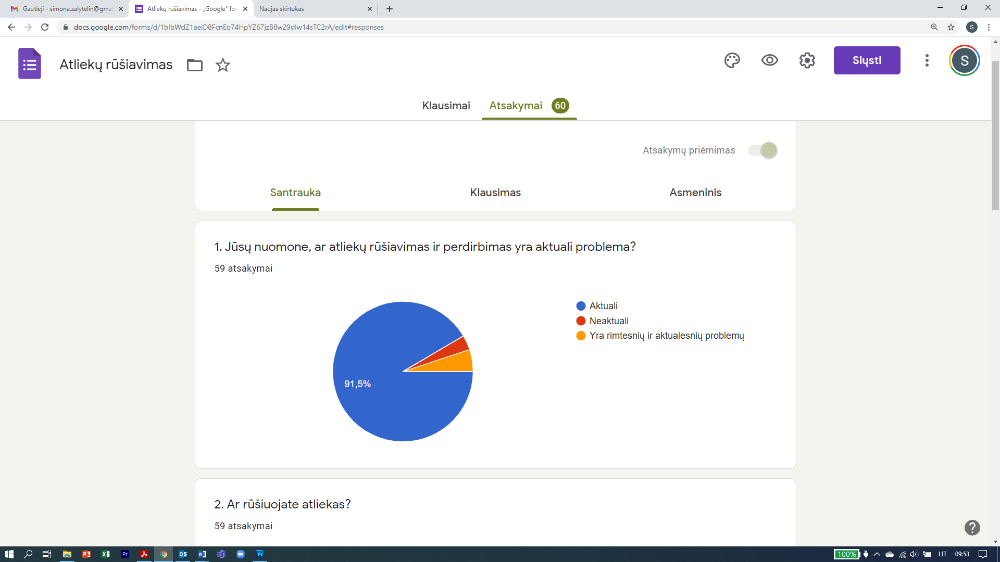 Gautieji - simona.zalytelin@gmai
Atliekų rūšiavimas - „Google“ for
Naujas skirtukas
docs.google.com/forms/d/1bIbWdZ1aeiD8FcnEo74HpYZ67jzB8w29dIw14sTC2rA/edit#responses
S
Atliekų rūšiavimas
Siųsti
S
Klausimai
Atsakymai 60
Atsakymų priėmimas
Santrauka
Klausimas
Asmeninis
1. Jūsų nuomone, ar atliekų rūšiavimas ir perdirbimas yra aktuali problema?
59 atsakymai
Aktuali
Neaktuali
Yra rimtesnių ir aktualesnių problemų
91,5%
2. Ar rūšiuojate atliekas?
59 atsakymai
100%
LIT
09:53